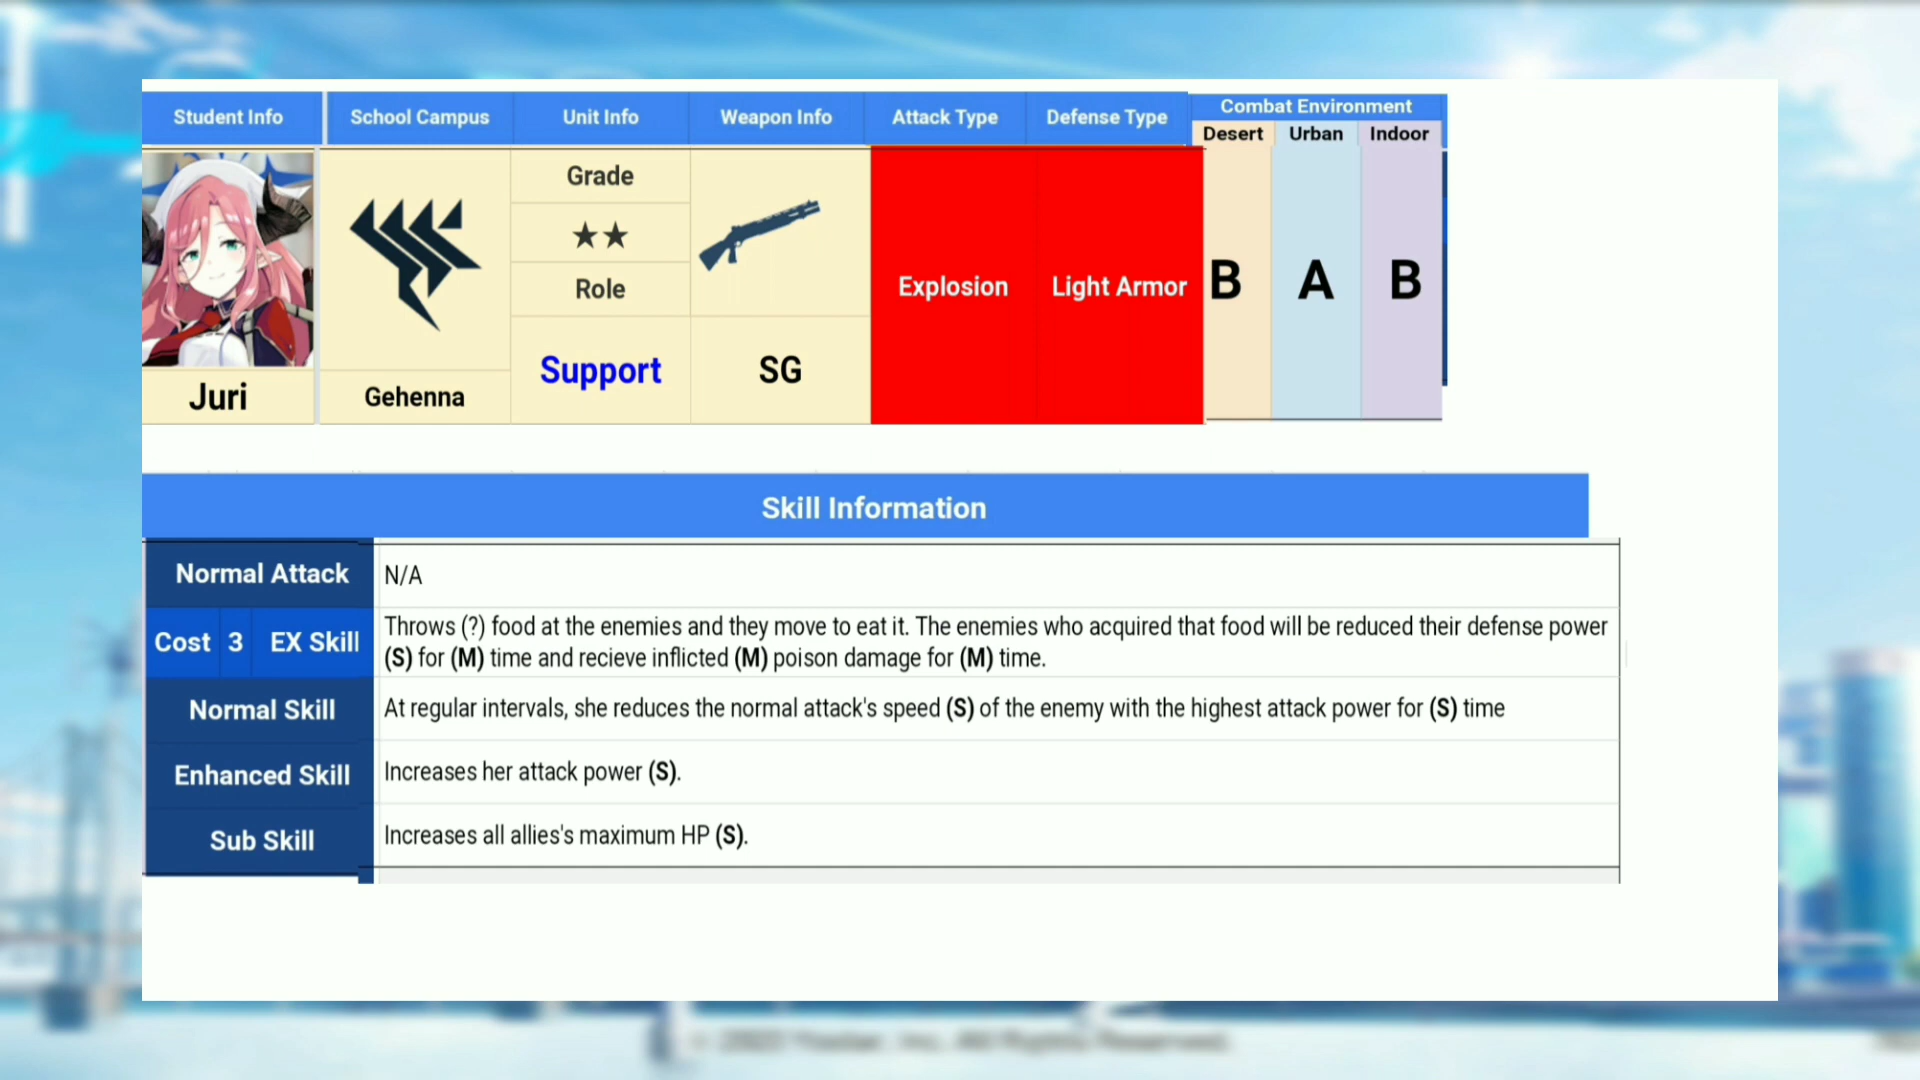 Student Info
School Campus
Unit Info
Weapon Info
Attack Type
Defense Type
Combat Environment
Desert
Urban
Indoor
Grade
★★
Role
Explosion
Light Armor
B
A
B
Support
SG
Juri
Gehenna
Skill Information
Normal Attack
N/A
Cost
3
EX Skill
Throws (?) food at the enemies and they move to eat it. The enemies who acquired that food will be reduced their defense power
(S) for (M) time and recieve inflicted (M) poison damage for (M) time.
Normal Skill
At regular intervals, she reduces the normal attack's speed (S) of the enemy with the highest attack power for (S) time
Enhanced Skill
Increases her attack power (S).
Sub Skill
Increases all allies's maximum HP (S).